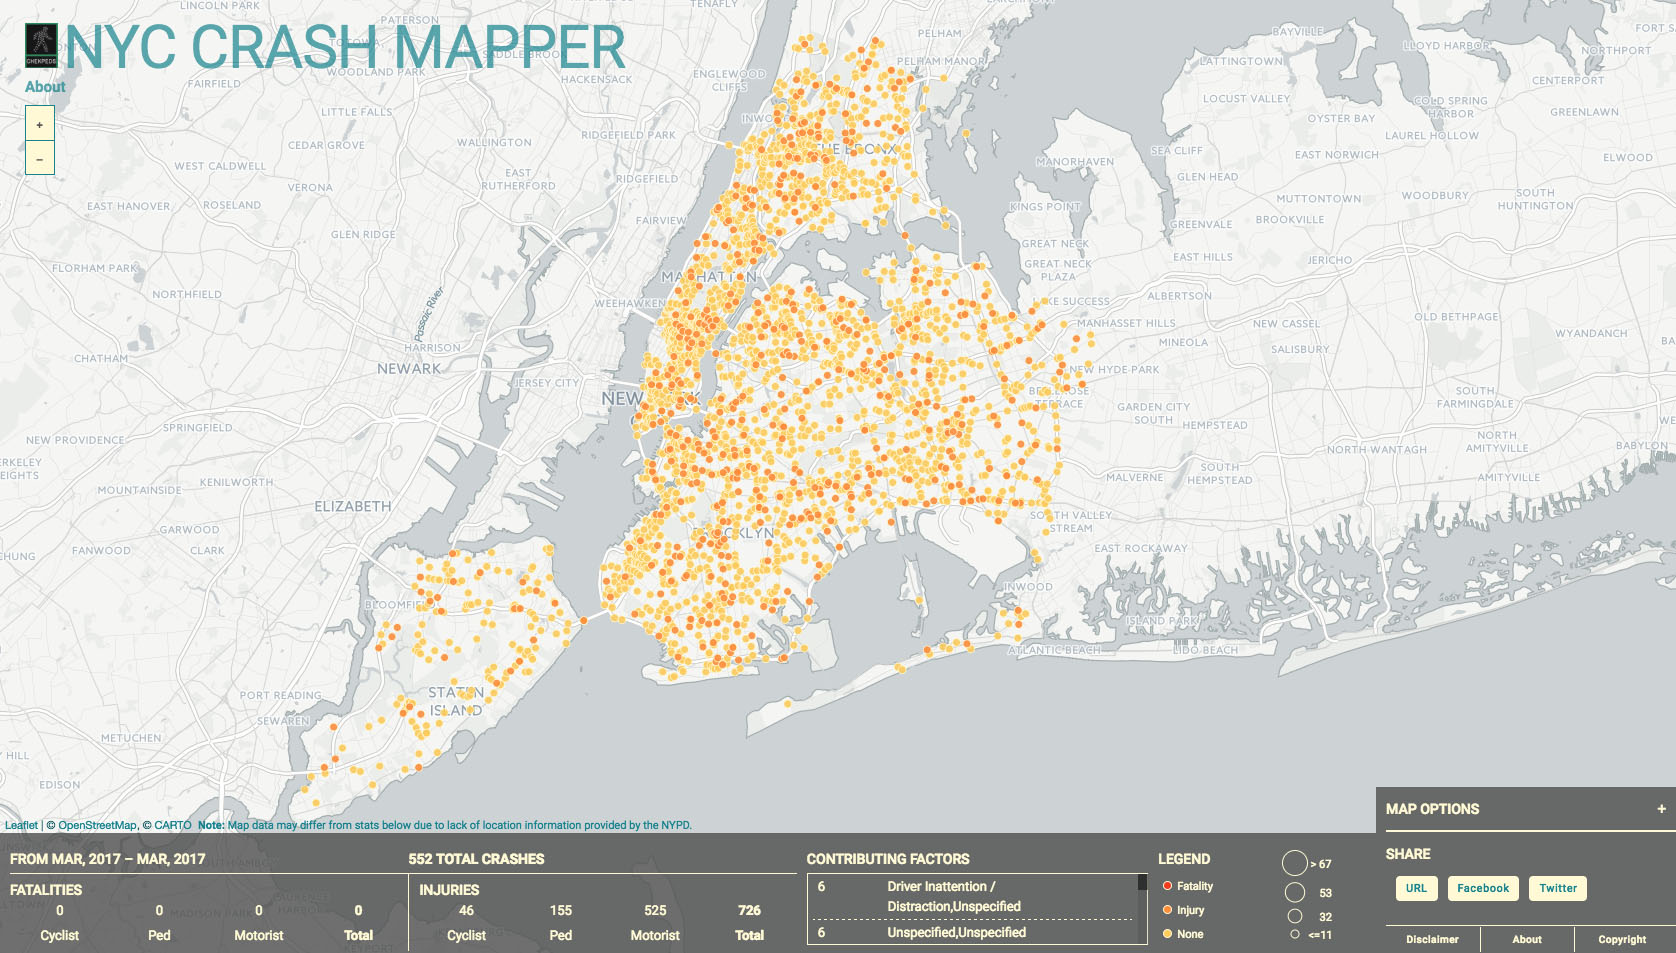 LINCOLN PARK
PATERSON
TENAFLY
NYC CRASH MAPPER
CHEKPEDS
About
TOTOWA
SADDLE BROOK
WOODLAND PARK
FAIRFIELD
HACKENSACK
ENGLEWOOD
CLIFFS
PELHAM
PELHAM MANOR
BAYVILLE
LLOYD HARBOR
NORTHPORT
LATTINGTOWN
CENTERPORT
LOCUST VALLEY
COLD SPRING
HARBOR
GREENLAWN
+
−
LITTLE FALLS
CEDAR GROVE
WALLINGTON
RIDGEFIELD PARK
OYSTER BAY
LAUREL HOLLOW
SEA CLIFF
EAST NORWICH
ELWOOD
THE BRONX
MANORHAVEN
WEST CALDWELL
EAST
RUTHERFORD
RIDGEFIELD
GLEN HEAD
VERONA
EAST HANOVER
ROSELAND
MUTTONTOWN
WOODBURY
SOUTH
HUNTINGTON
KINGS POINT
FAIRVIEW
BROOKVILLE
GREENVALE
GLEN RIDGE
GREAT NECK
FLORHAM PARK
GREAT NECK
PLAZA
EAST HILLS
JERICHO
MANHATTAN
NORTHFIELD
WEEHAWKEN
LAKE SUCCESS
ALBERTSON
Passaic River
MANHASSET HILLS
NEW CASSEL
OLD BETHPAGE
WYANDANCH
HARRISON
MINEOLA
SALISBURY
CHATHAM
NEWARK
NEW HYDE PARK
JERSEY CITY
BELLEROSE
TERRACE
NEW YORK
GARDEN CITY
SOUTH
SOUTH
FARMINGDALE
SPRINGFIELD
HEMPSTEAD
NEW PROVIDENCE
NORTH
AMITYVILLE
NORTH WANTAGH
BABYLON
BERKELEY
HEIGHTS
KENILWORTH
MOUNTAINSIDE
MALVERNE
SOUTH
HEMPSTEAD
AMITYVILLE
ELIZABETH
SOUTH VALLEY
STREAM
GARWOOD
BROOKLYN
FANWOOD
CLARK
EAST ROCKAWAY
INWOOD
BLOOMFIELD
ISLAND PARK
ATLANTIC BEACH
LIDO BEACH
STATEN
ISLAND
PORT READING
SEWAREN
METUCHEN
EDISON
Leaflet | © OpenStreetMap, © CARTO Note: Map data may differ from stats below due to lack of location information provided by the NYPD.
MAP OPTIONS +
FROM MAR, 2017 – MAR, 2017
552 TOTAL CRASHES
FATALITIES
0 0 0 0
Cyclist Ped Motorist Total
INJURIES
46 155 525 726
Cyclist Ped Motorist Total
CONTRIBUTING FACTORS
6 Driver Inattention /
Distraction,Unspecified
6 Unspecified,Unspecified
LEGEND
Fatality
Injury
None
> 67
53
32
<=11
SHARE
URL Facebook Twitter
Disclaimer About Copyright